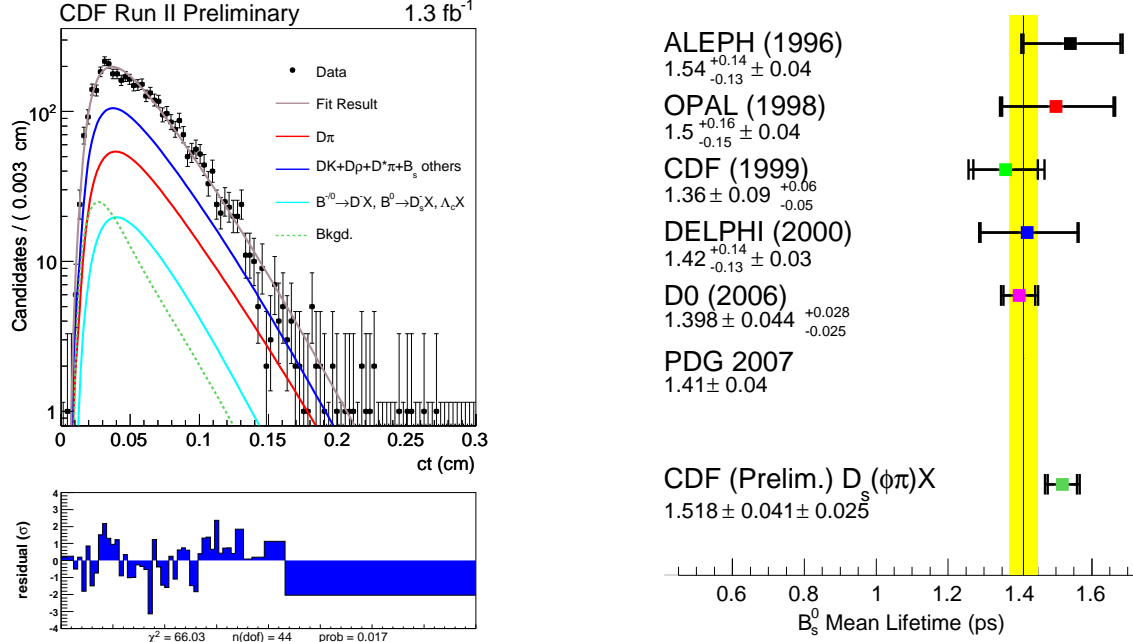 CDF Run II Preliminary 1.3 fb⁻¹
Candidates / ( 0.003 cm)
10²
10
1
Data
Fit Result
Dπ
DK+Dρ+D*π+B_s others
B^{-/0}→D⁻X, B⁰→D_s⁻X, Λ_cX
Bkgd.
0 0.05 0.1 0.15 0.2 0.25 0.3
ct (cm)
residual (σ)
4
3
2
1
0
-1
-2
-3
-4
χ² = 66.03 n(dof) = 44 prob = 0.017
ALEPH (1996)
1.54 +0.14 -0.13 ± 0.04
OPAL (1998)
1.5 +0.16 -0.15 ± 0.04
CDF (1999)
1.36 ± 0.09 +0.06 -0.05
DELPHI (2000)
1.42 +0.14 -0.13 ± 0.03
D0 (2006)
1.398 ± 0.044 +0.028 -0.025
PDG 2007
1.41 ± 0.04
CDF (Prelim.) D_s(φπ)X
1.518 ± 0.041 ± 0.025
0.6 0.8 1 1.2 1.4 1.6
B_s⁰ Mean Lifetime (ps)